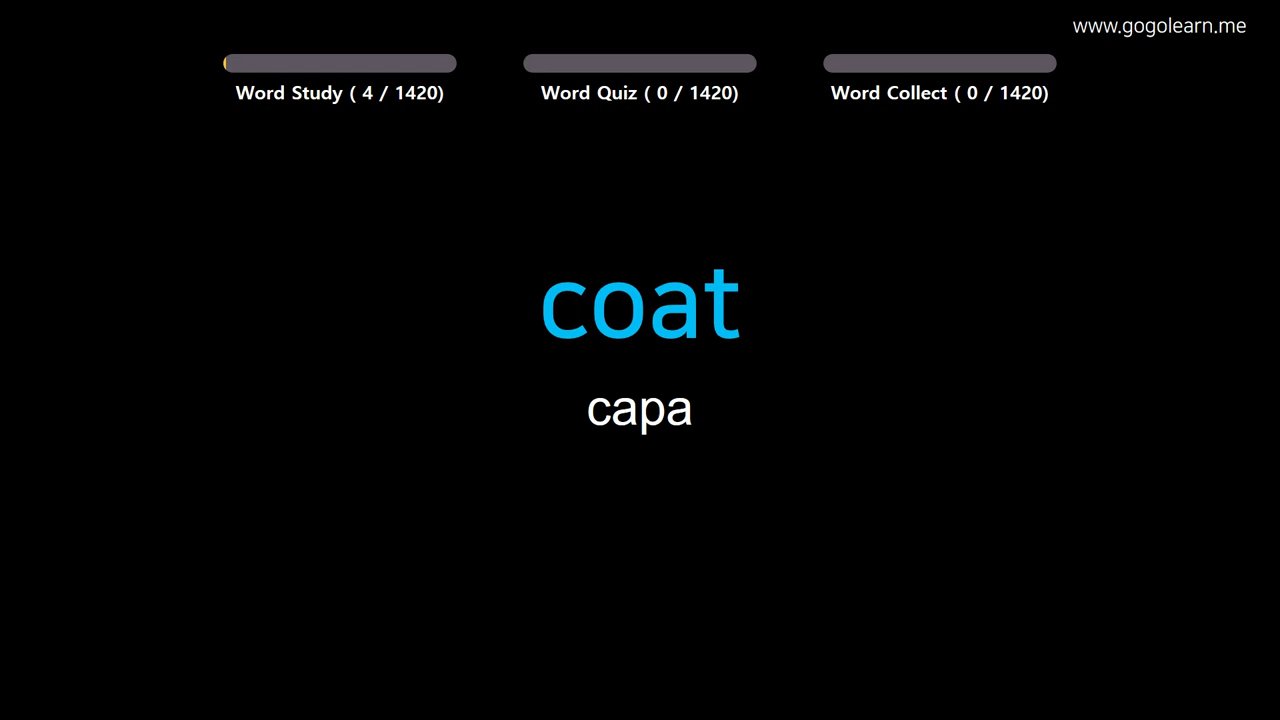 www.gogolearn.me
Word Study ( 4 / 1420)
Word Quiz ( 0 / 1420)
Word Collect ( 0 / 1420)
coat
capa